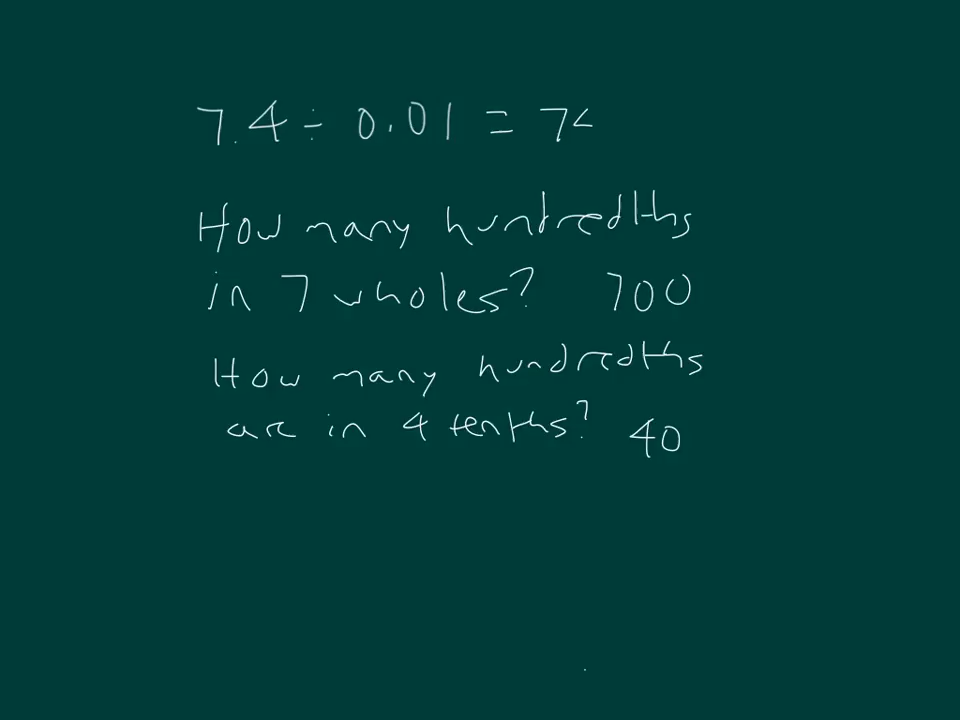 7.4 ÷ 0.01 = 74
How many hundredths
in 7 wholes? 700
How many hundredths
are in 4 tenths? 40